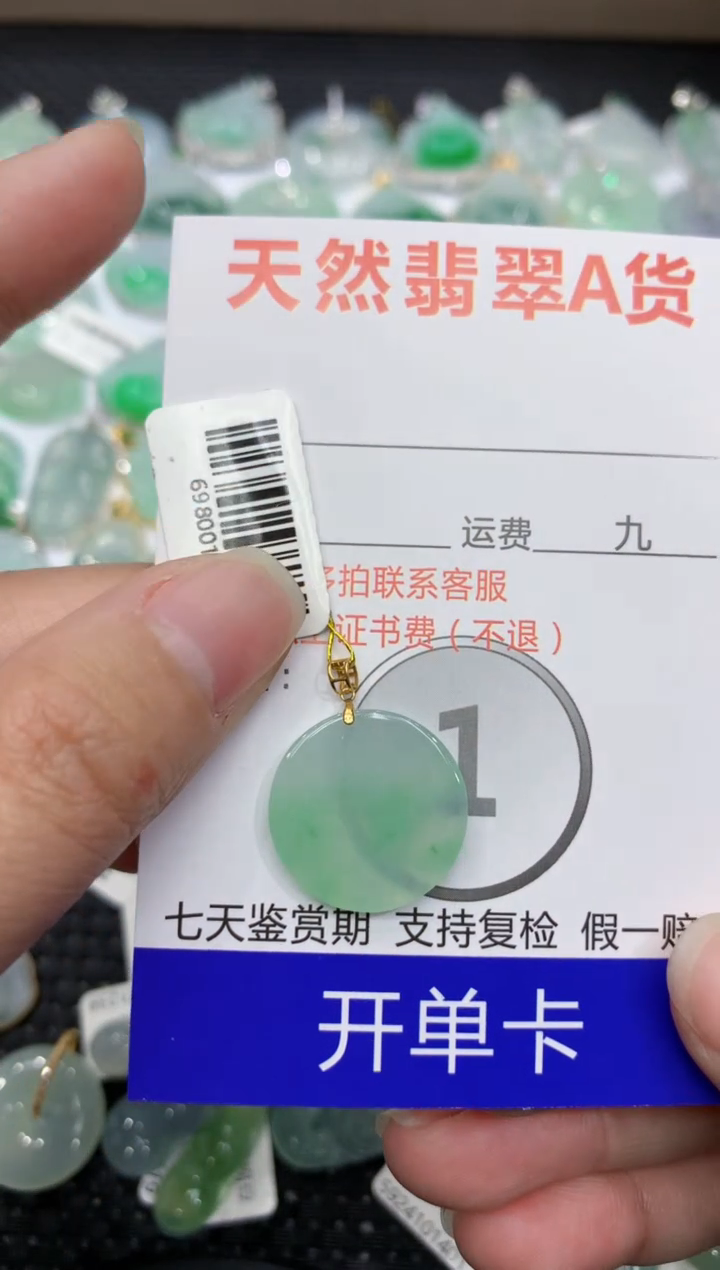 天然翡翠A货
运费 九
拍联系客服
证书费（不退）
：
1
七天鉴赏期 支持复检 假一赔
开单卡
698001